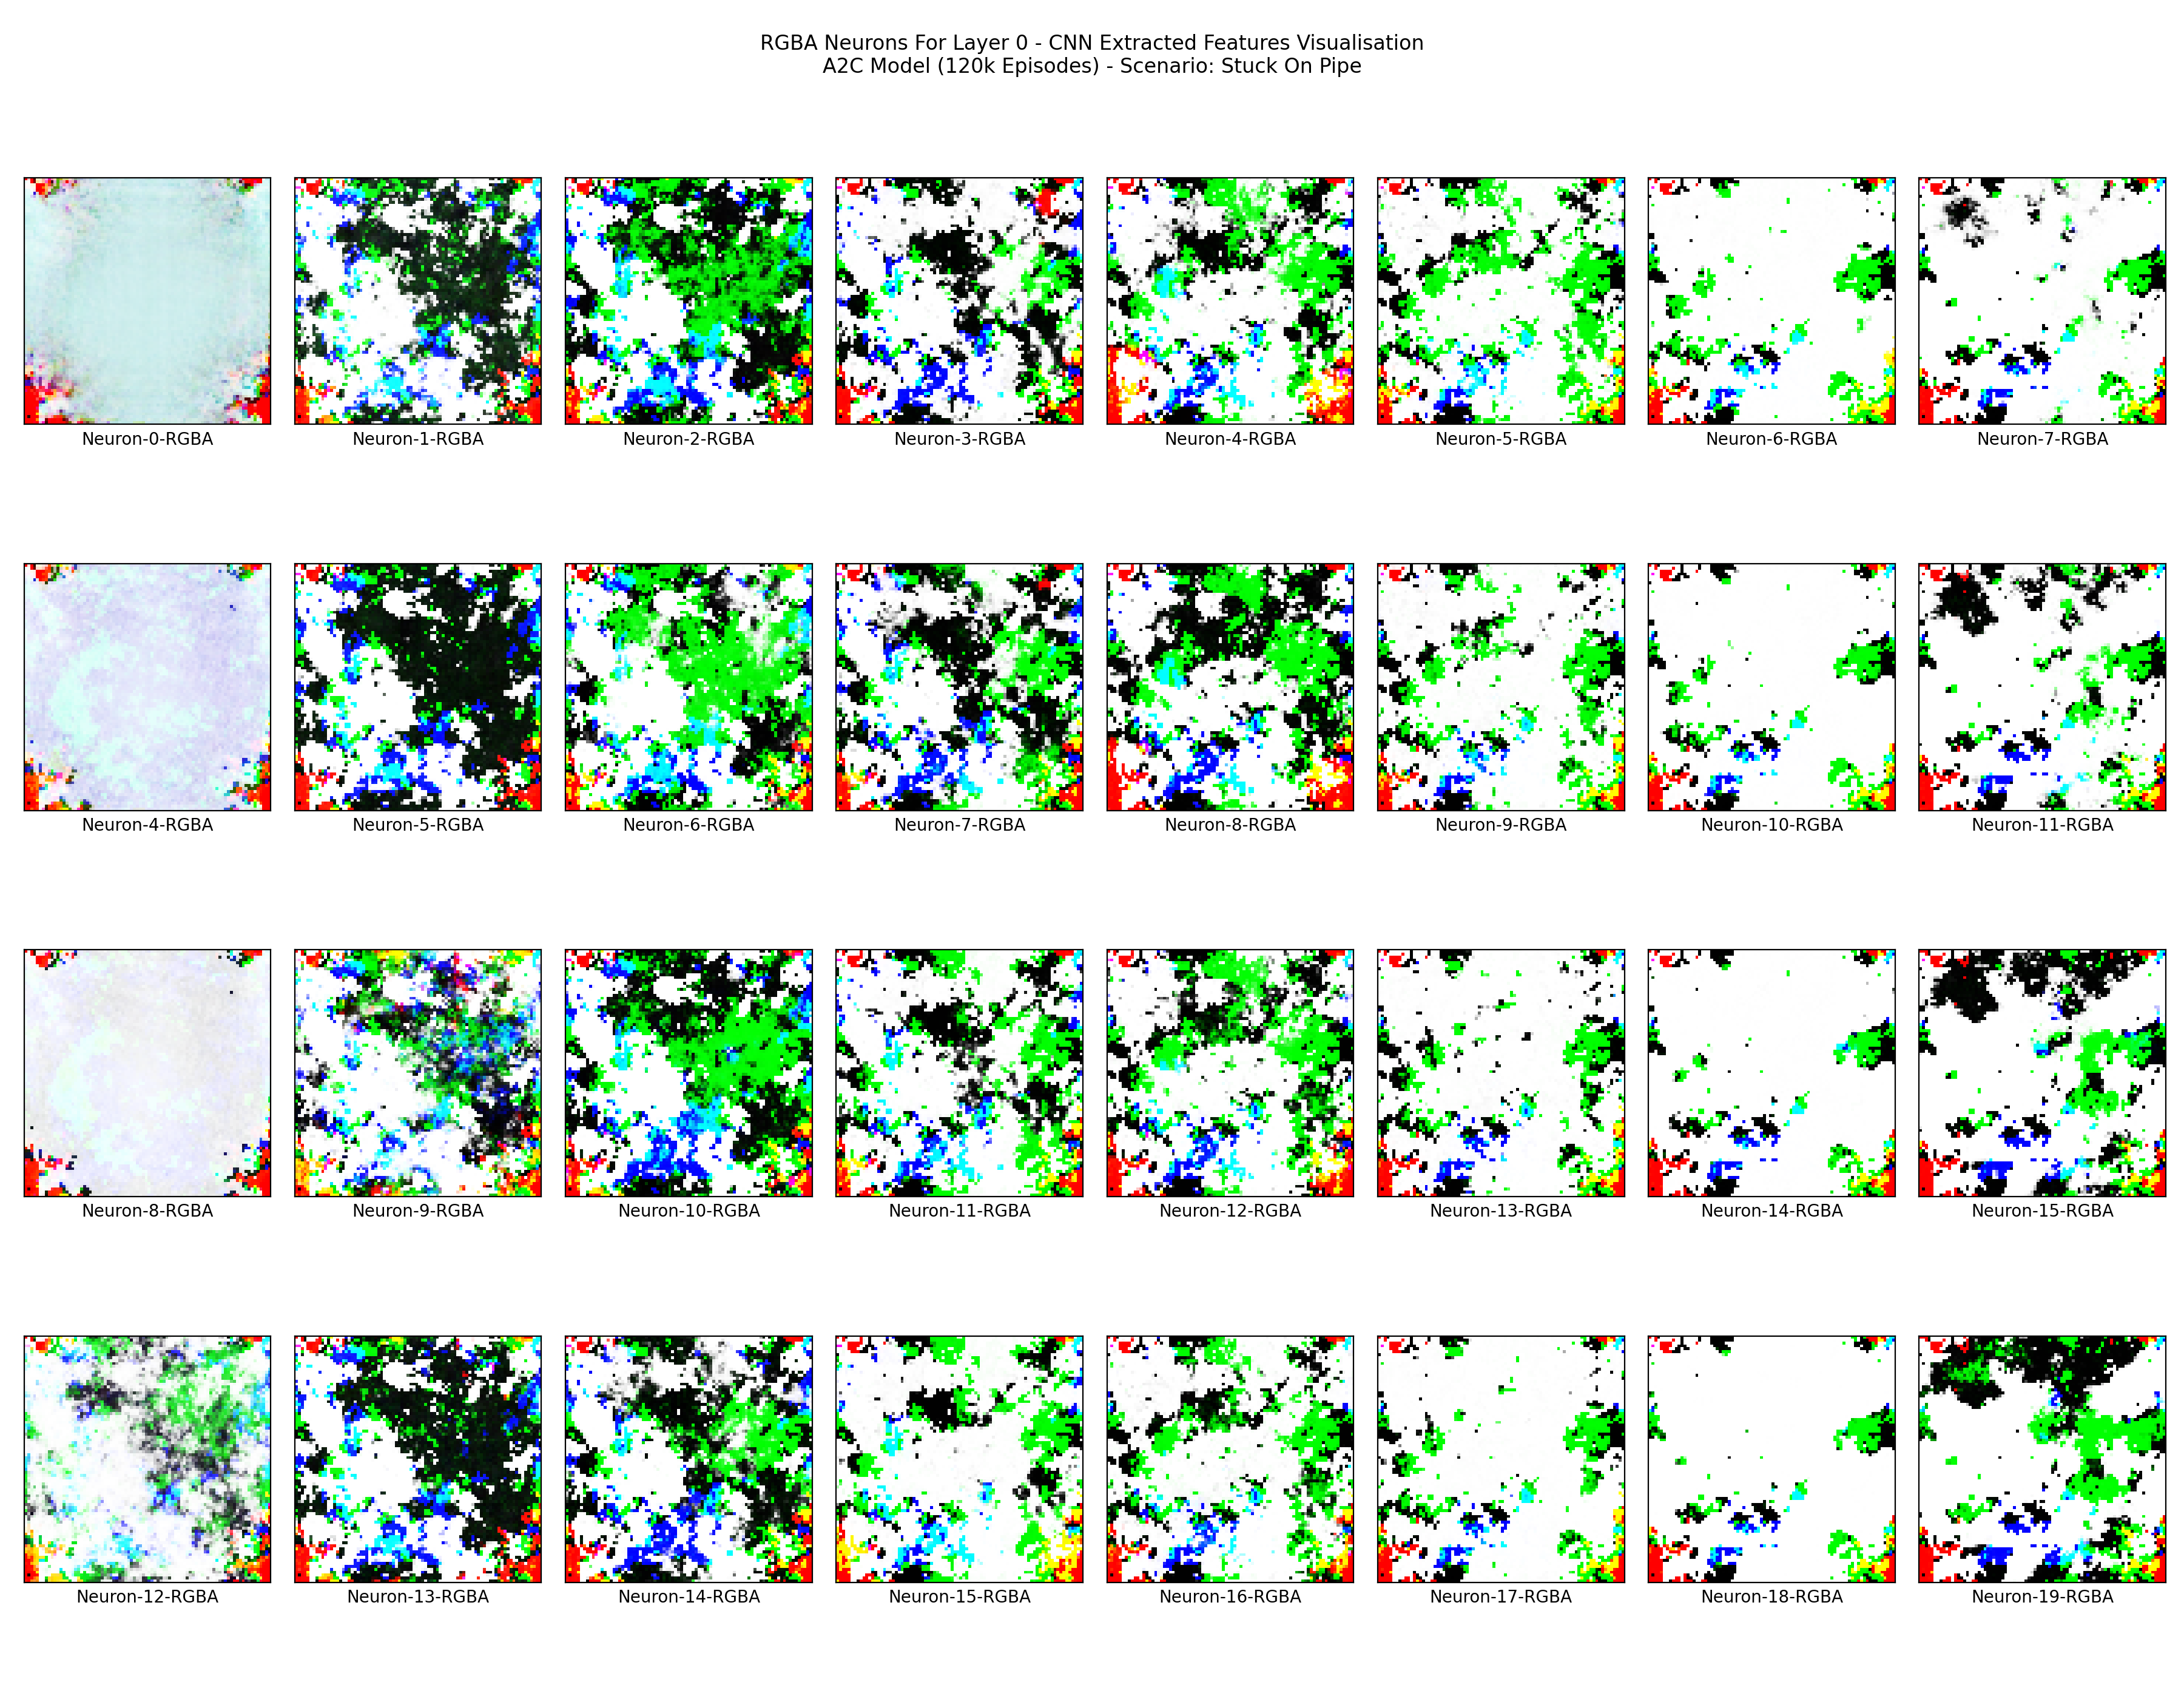 RGBA Neurons For Layer 0 - CNN Extracted Features Visualisation
A2C Model (120k Episodes) - Scenario: Stuck On Pipe
Neuron-0-RGBA
Neuron-1-RGBA
Neuron-2-RGBA
Neuron-3-RGBA
Neuron-4-RGBA
Neuron-5-RGBA
Neuron-6-RGBA
Neuron-7-RGBA
Neuron-4-RGBA
Neuron-5-RGBA
Neuron-6-RGBA
Neuron-7-RGBA
Neuron-8-RGBA
Neuron-9-RGBA
Neuron-10-RGBA
Neuron-11-RGBA
Neuron-8-RGBA
Neuron-9-RGBA
Neuron-10-RGBA
Neuron-11-RGBA
Neuron-12-RGBA
Neuron-13-RGBA
Neuron-14-RGBA
Neuron-15-RGBA
Neuron-12-RGBA
Neuron-13-RGBA
Neuron-14-RGBA
Neuron-15-RGBA
Neuron-16-RGBA
Neuron-17-RGBA
Neuron-18-RGBA
Neuron-19-RGBA